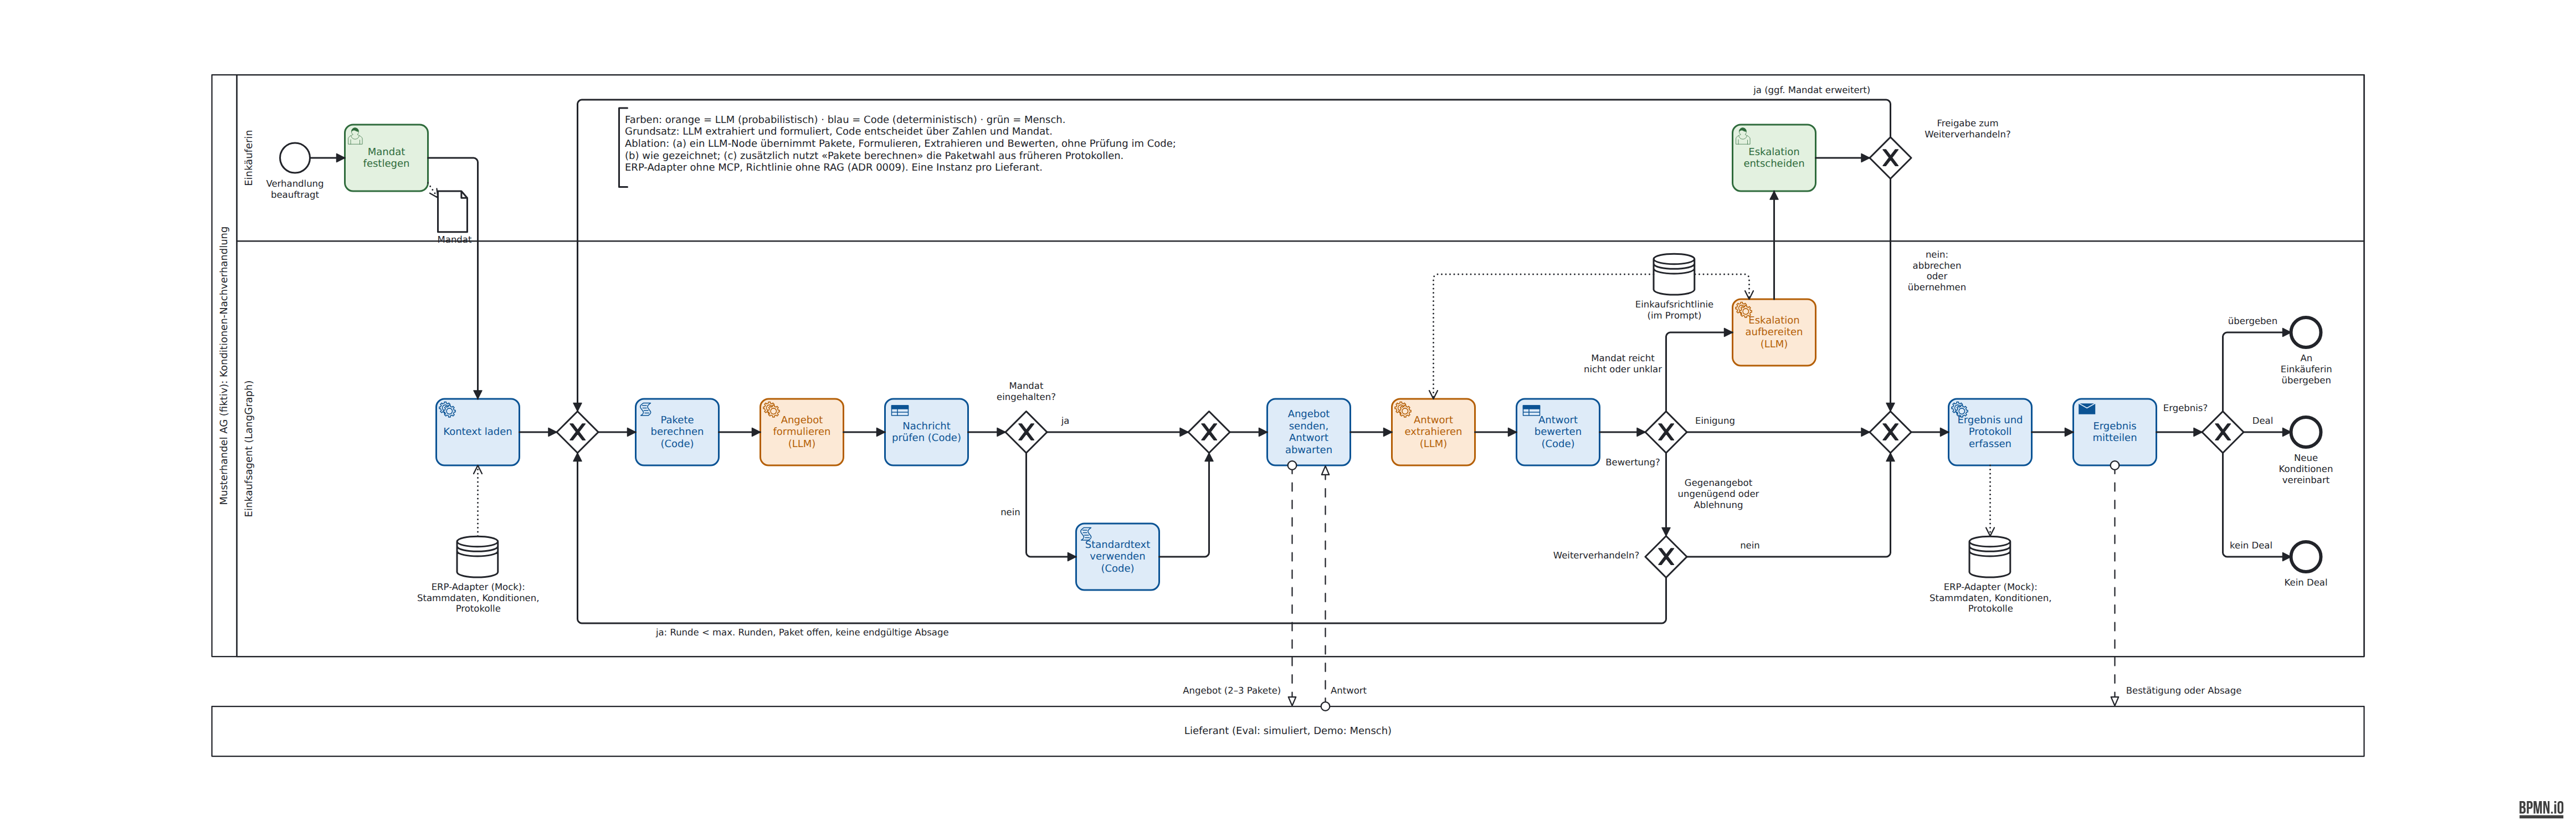 Musterhandel AG (fiktiv): Konditionen-Nachverhandlung
Einkäuferin
Verhandlung
beauftragt
Mandat
festlegen
Mandat
Farben: orange = LLM (probabilistisch) · blau = Code (deterministisch) · grün = Mensch.
Grundsatz: LLM extrahiert und formuliert, Code entscheidet über Zahlen und Mandat.
Ablation: (a) ein LLM-Node übernimmt Pakete, Formulieren, Extrahieren und Bewerten, ohne Prüfung im Code;
(b) wie gezeichnet; (c) zusätzlich nutzt «Pakete berechnen» die Paketwahl aus früheren Protokollen.
ERP-Adapter ohne MCP, Richtlinie ohne RAG (ADR 0009). Eine Instanz pro Lieferant.
ja (ggf. Mandat erweitert)
Eskalation
entscheiden
Freigabe zum
Weiterverhandeln?
Einkaufsagent (LangGraph)
Kontext laden
ERP-Adapter (Mock):
Stammdaten, Konditionen,
Protokolle
Pakete
berechnen
(Code)
Angebot
formulieren
(LLM)
Nachricht
prüfen (Code)
Mandat
eingehalten?
ja
nein
Standardtext
verwenden
(Code)
Angebot
senden,
Antwort
abwarten
Antwort
extrahieren
(LLM)
Antwort
bewerten
(Code)
Einkaufsrichtlinie
(im Prompt)
Mandat reicht
nicht oder unklar
Eskalation
aufbereiten
(LLM)
nein:
abbrechen
oder
übernehmen
Einigung
Bewertung?
Gegenangebot
ungenügend oder
Ablehnung
Weiterverhandeln?
nein
ja: Runde < max. Runden, Paket offen, keine endgültige Absage
Ergebnis und
Protokoll
erfassen
ERP-Adapter (Mock):
Stammdaten, Konditionen,
Protokolle
Ergebnis
mitteilen
Ergebnis?
übergeben
An
Einkäuferin
übergeben
Deal
Neue
Konditionen
vereinbart
kein Deal
Kein Deal
Angebot (2–3 Pakete)
Antwort
Bestätigung oder Absage
Lieferant (Eval: simuliert, Demo: Mensch)
BPMN.iO